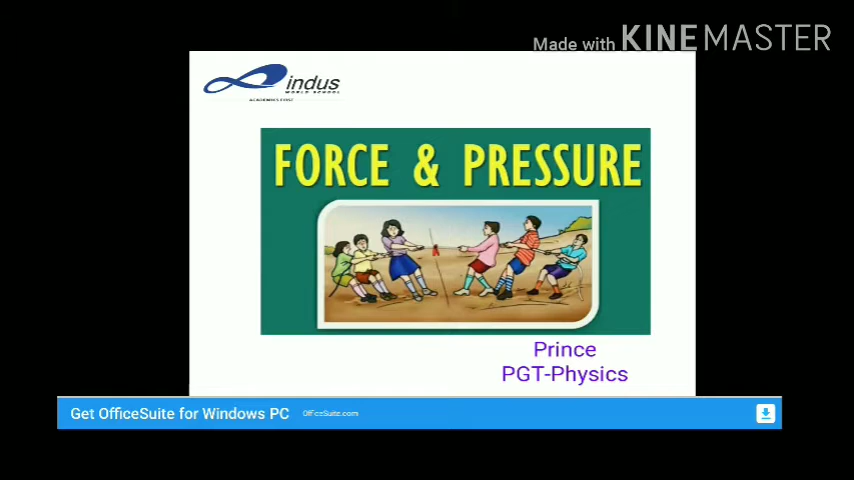 Made with KINEMASTER
indus
WORLD SCHOOL
ACADEMICS FIRST
FORCE & PRESSURE
Prince
PGT-Physics
Get OfficeSuite for Windows PC OfficeSuite.com